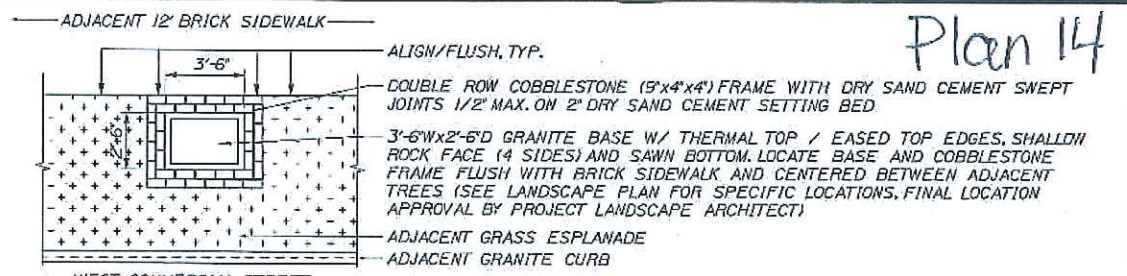 ADJACENT 12' BRICK SIDEWALK
Plan 14
ALIGN/FLUSH, TYP.
3'-6"
DOUBLE ROW COBBLESTONE (9"x4"x4") FRAME WITH DRY SAND CEMENT SWEPT
JOINTS 1/2" MAX. ON 2" DRY SAND CEMENT SETTING BED
2'-6"
3'-6"Wx2'-6"D GRANITE BASE W/ THERMAL TOP / EASED TOP EDGES, SHALLOW
ROCK FACE (4 SIDES) AND SAWN BOTTOM. LOCATE BASE AND COBBLESTONE
FRAME FLUSH WITH BRICK SIDEWALK AND CENTERED BETWEEN ADJACENT
TREES (SEE LANDSCAPE PLAN FOR SPECIFIC LOCATIONS, FINAL LOCATION
APPROVAL BY PROJECT LANDSCAPE ARCHITECT)
ADJACENT GRASS ESPLANADE
ADJACENT GRANITE CURB
WEST COMMERCIAL STREET